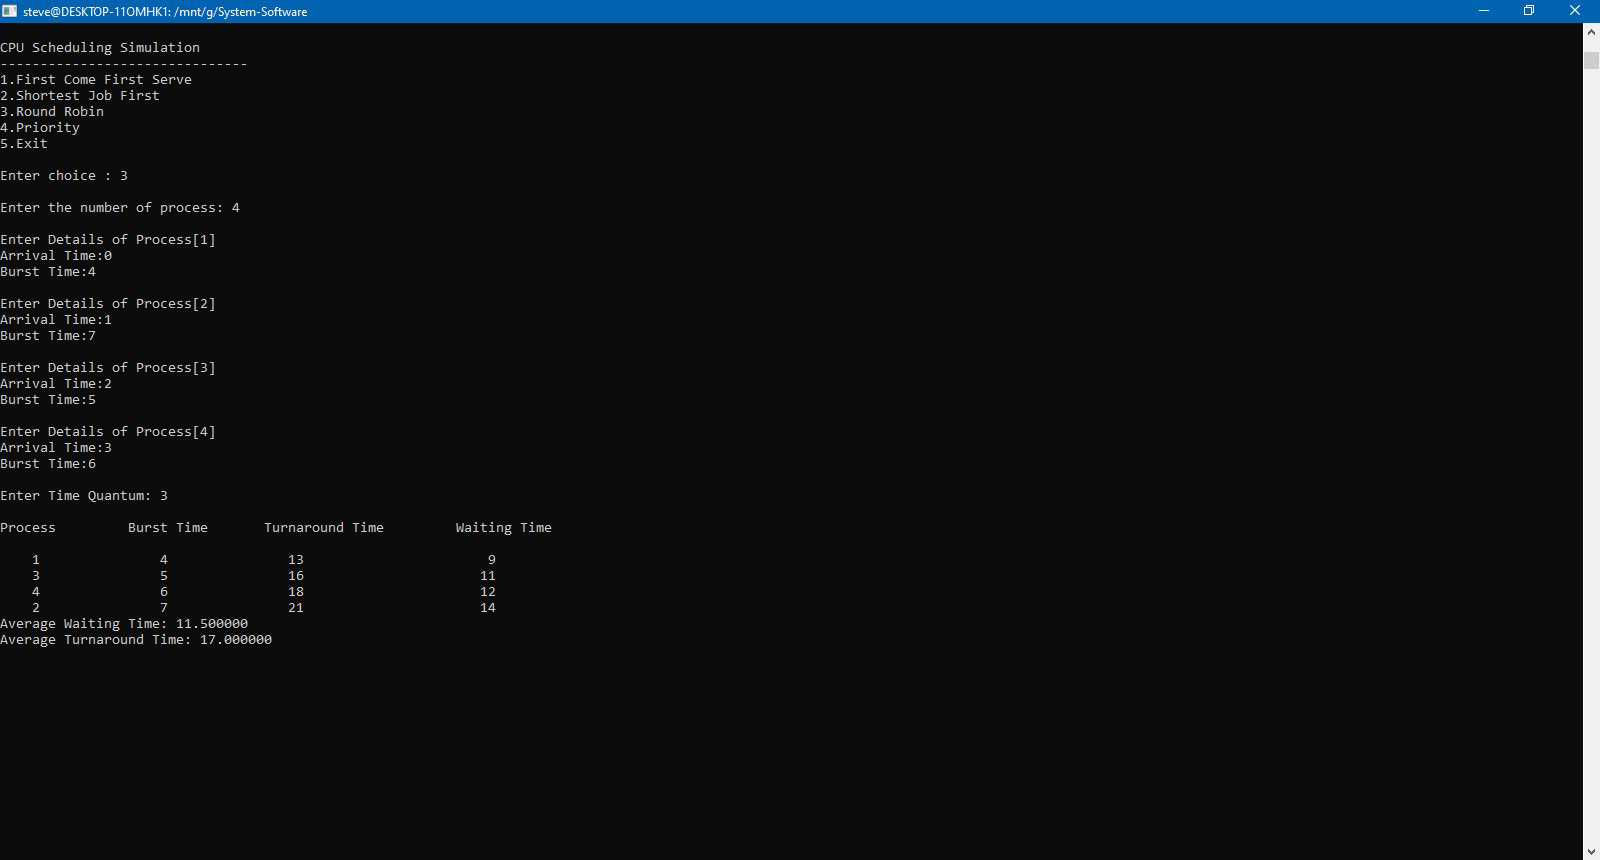 steve@DESKTOP-11OMHK1: /mnt/g/System-Software
CPU Scheduling Simulation
-------------------------------
1.First Come First Serve
2.Shortest Job First
3.Round Robin
4.Priority
5.Exit
Enter choice : 3
Enter the number of process: 4
Enter Details of Process[1]
Arrival Time:0
Burst Time:4
Enter Details of Process[2]
Arrival Time:1
Burst Time:7
Enter Details of Process[3]
Arrival Time:2
Burst Time:5
Enter Details of Process[4]
Arrival Time:3
Burst Time:6
Enter Time Quantum: 3
Process Burst Time Turnaround Time Waiting Time
1 4 13 9
3 5 16 11
4 6 18 12
2 7 21 14
Average Waiting Time: 11.500000
Average Turnaround Time: 17.000000